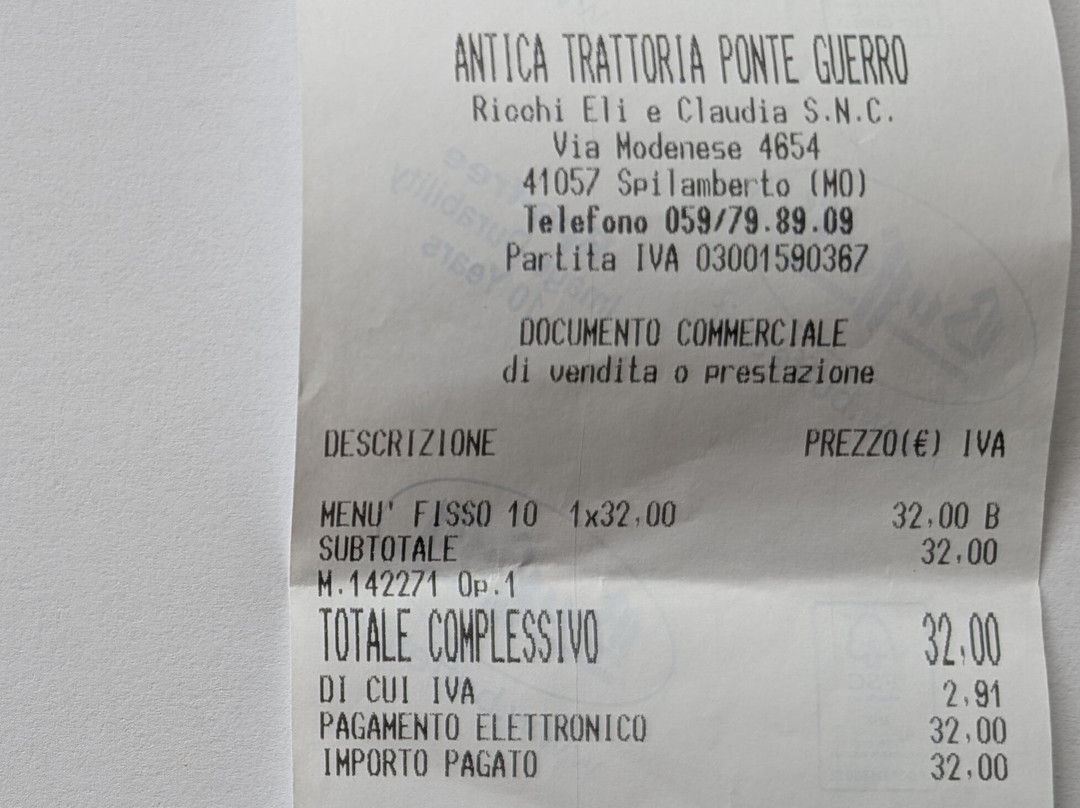 ANTICA TRATTORIA PONTE GUERRO
Ricchi Eli e Claudia S.N.C.
Via Modenese 4654
41057 Spilamberto (MO)
Telefono 059/79.89.09
Partita IVA 03001590367
DOCUMENTO COMMERCIALE
di vendita o prestazione
DESCRIZIONE PREZZO(€) IVA
MENU' FISSO 10 1x32,00 32,00 B
SUBTOTALE 32,00
M.142271 Op.1
TOTALE COMPLESSIVO 32,00
DI CUI IVA 2,91
PAGAMENTO ELETTRONICO 32,00
IMPORTO PAGATO 32,00